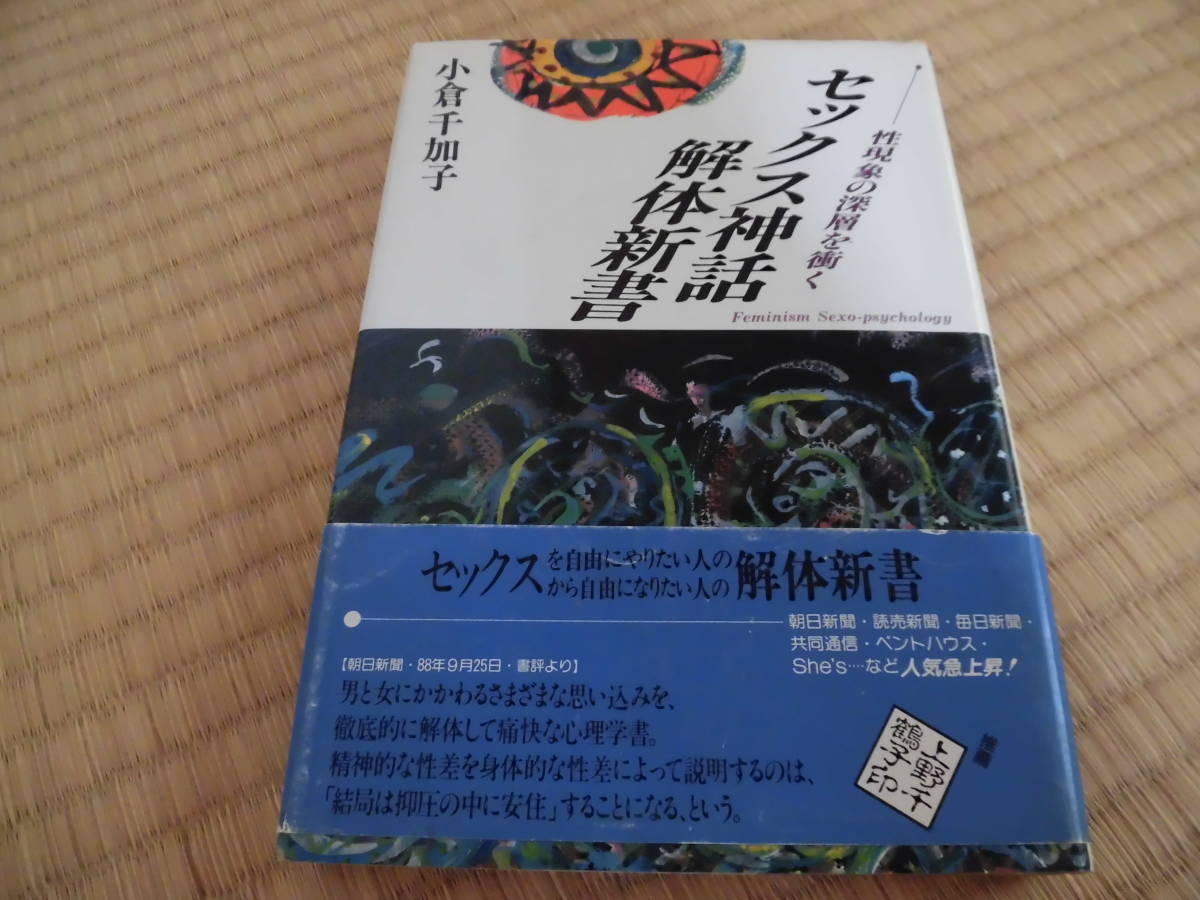 性現象の深層を衝く
セックス神話
解体新書
Feminism Sexo-psychology
小倉千加子
セックスを自由にやりたい人の
から自由になりたい人の
解体新書
朝日新聞・読売新聞・毎日新聞・
共同通信・ペントハウス・
She's…など人気急上昇!
【朝日新聞・88年9月25日・書評より】
男と女にかかわるさまざまな思い込みを、
徹底的に解体して痛快な心理学書。
精神的な性差を身体的な性差によって説明するのは、
「結局は抑圧の中に安住」することになる、という。
推薦
上野千
鶴子印